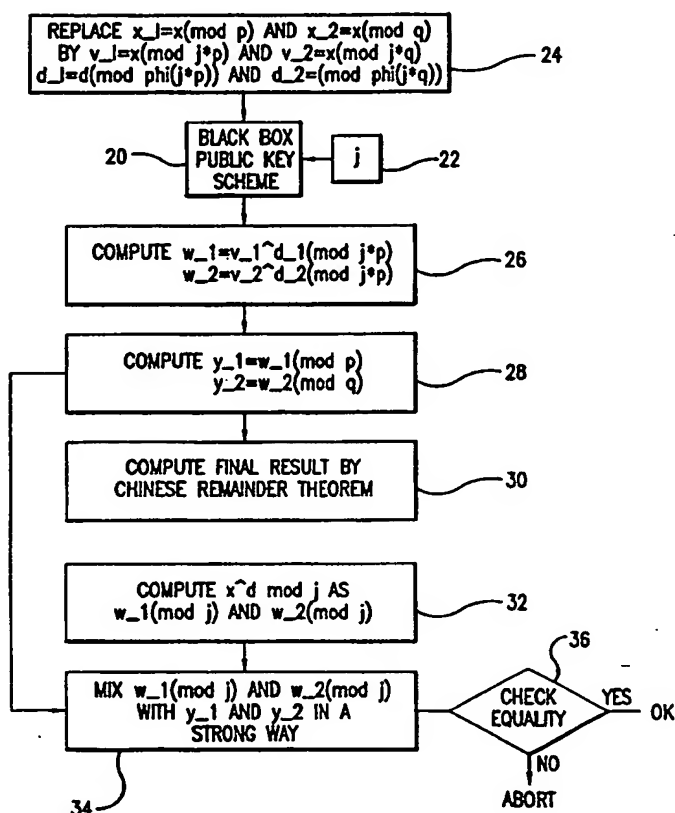 REPLACE x_1=x(mod p) AND x_2=x(mod q)
BY v_1=x(mod j*p) AND v_2=x(mod j*q)
d_1=d(mod phi(j*p)) AND d_2=(mod phi(j*q))
24
20
BLACK BOX
PUBLIC KEY
SCHEME
j
22
COMPUTE w_1=v_1^d_1(mod j*p)
w_2=v_2^d_2(mod j*p)
26
COMPUTE y_1=w_1(mod p)
y_2=w_2(mod q)
28
COMPUTE FINAL RESULT BY
CHINESE REMAINDER THEOREM
30
COMPUTE x^d mod j AS
w_1(mod j) AND w_2(mod j)
32
MIX w_1(mod j) AND w_2(mod j)
WITH y_1 AND y_2 IN A
STRONG WAY
34
36
CHECK
EQUALITY
YES
OK
NO
ABORT